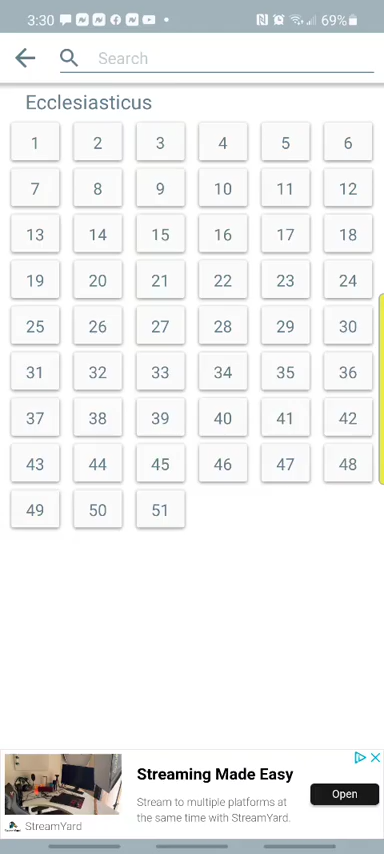 3:30
69%
Search
Ecclesiasticus
1 2 3 4 5 6
7 8 9 10 11 12
13 14 15 16 17 18
19 20 21 22 23 24
25 26 27 28 29 30
31 32 33 34 35 36
37 38 39 40 41 42
43 44 45 46 47 48
49 50 51
Streaming Made Easy
Stream to multiple platforms at
the same time with StreamYard.
Open
StreamYard